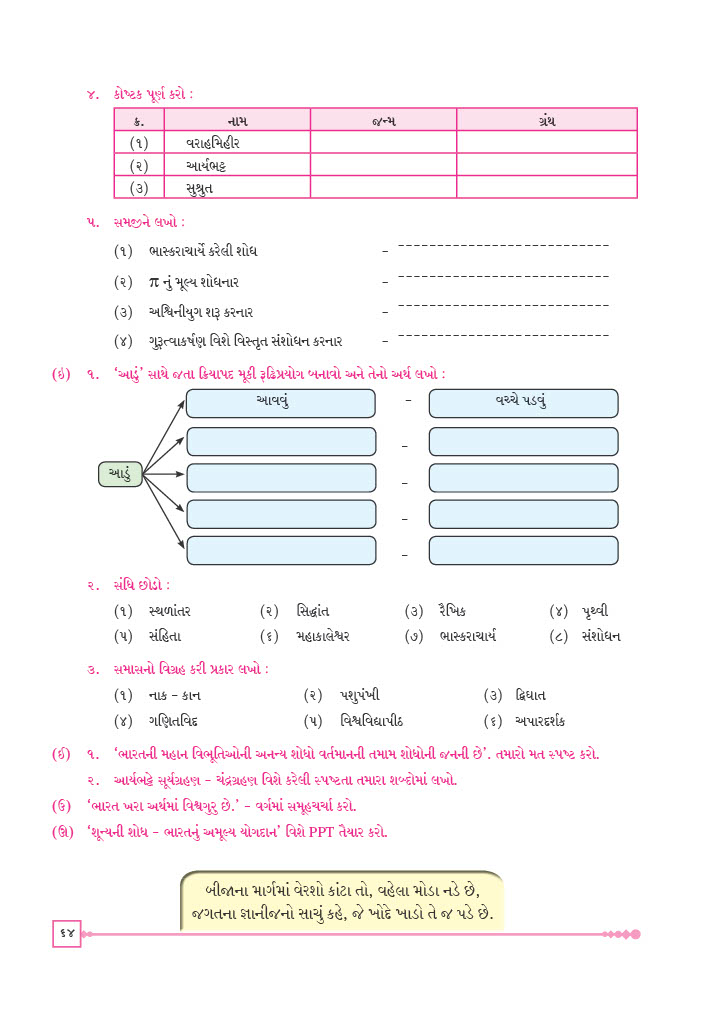 ૪. કોષ્ટક પૂર્ણ કરો :
ક્ર. નામ જન્મ ગ્રંથ
(૧) વરાહમિહીર
(૨) આર્યભટ્ટ
(૩) સુશ્રુત
૫. સમજીને લખો :
(૧) ભાસ્કરાચાર્યે કરેલી શોધ –
(૨) π નું મૂલ્ય શોધનાર –
(૩) અશ્વિનીયુગ શરૂ કરનાર –
(૪) ગુરૂત્વાકર્ષણ વિશે વિસ્તૃત સંશોધન કરનાર –
(ઇ) ૧. ‘આડું’ સાથે જતા ક્રિયાપદ મૂકી રૂઢિપ્રયોગ બનાવો અને તેનો અર્થ લખો :
આવવું – વચ્ચે પડવું
–
આડું –
–
–
૨. સંધિ છોડો :
(૧) સ્થળાંતર (૨) સિદ્ધાંત (૩) રૈખિક (૪) પૃથ્વી
(૫) સંહિતા (૬) મહાકાલેશ્વર (૭) ભાસ્કરાચાર્ય (૮) સંશોધન
૩. સમાસનો વિગ્રહ કરી પ્રકાર લખો :
(૧) નાક – કાન (૨) પશુપંખી (૩) દ્વિઘાત
(૪) ગણિતવિદ (૫) વિશ્વવિદ્યાપીઠ (૬) અપારદર્શક
(ઈ) ૧. ‘ભારતની મહાન વિભૂતિઓની અનન્ય શોધો વર્તમાનની તમામ શોધોની જનની છે’. તમારો મત સ્પષ્ટ કરો.
૨. આર્યભટ્ટે સૂર્યગ્રહણ – ચંદ્રગ્રહણ વિશે કરેલી સ્પષ્ટતા તમારા શબ્દોમાં લખો.
(ઉ) ‘ભારત ખરા અર્થમાં વિશ્વગુરુ છે.’ – વર્ગમાં સમૂહચર્ચા કરો.
(ઊ) ‘શૂન્યની શોધ – ભારતનું અમૂલ્ય યોગદાન’ વિશે PPT તૈયાર કરો.
બીજાના માર્ગમાં વેરશો કાંટા તો, વહેલા મોડા નડે છે,
જગતના જ્ઞાનીજનો સાચું કહે, જે ખોદે ખાડો તે જ પડે છે.
૬૪